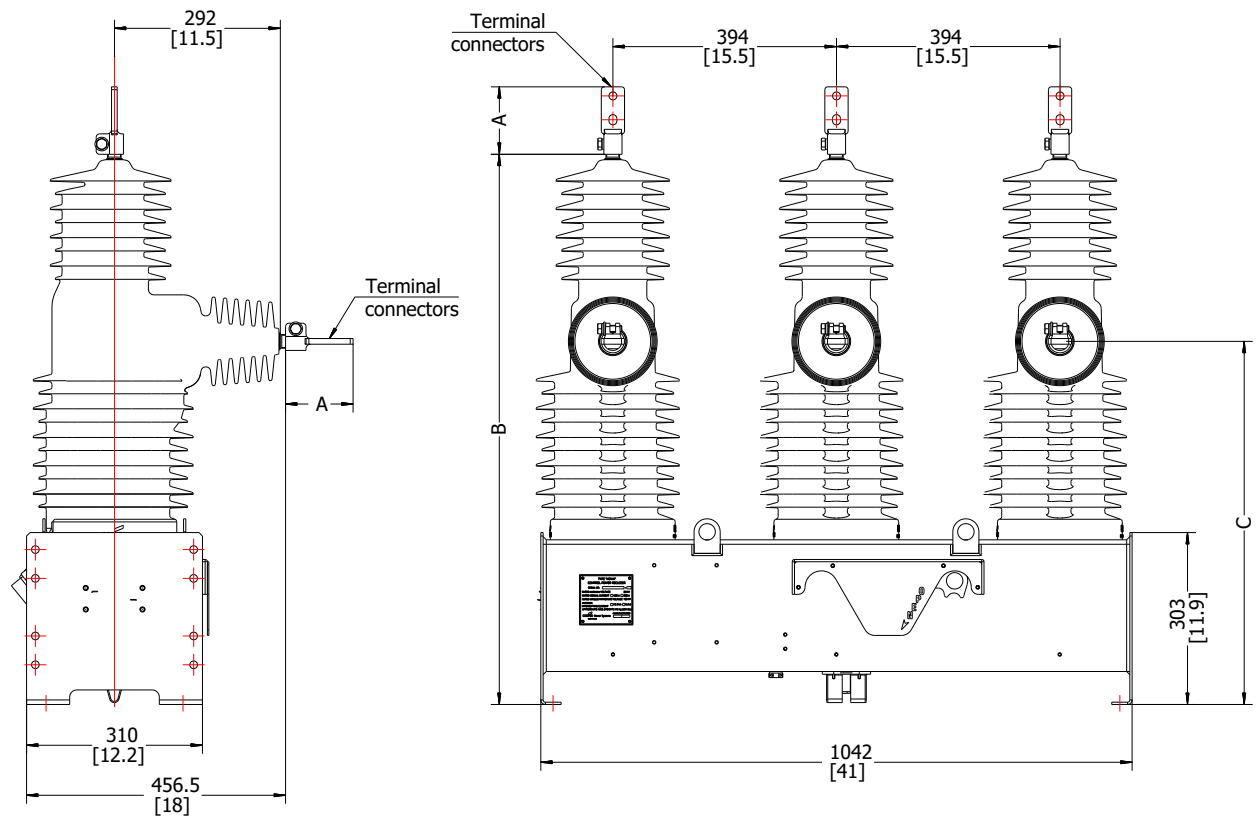 292
[11.5]
Terminal
connectors
394
[15.5]
394
[15.5]
A
Terminal
connectors
A
B
C
303
[11.9]
OPEN
310
[12.2]
456.5
[18]
1042
[41]